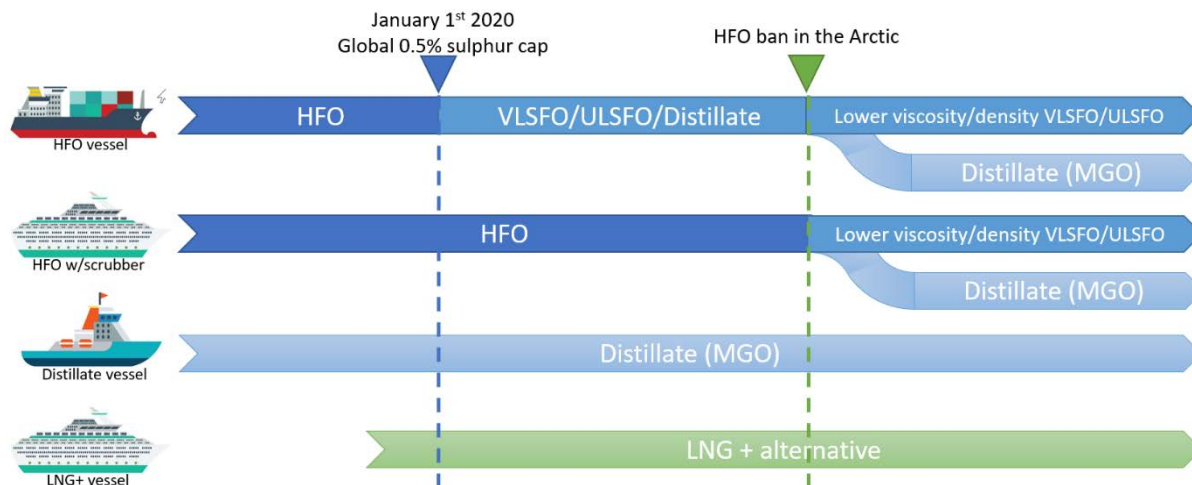 January 1st 2020
Global 0.5% sulphur cap
HFO ban in the Arctic
HFO
VLSFO/ULSFO/Distillate
Lower viscosity/density VLSFO/ULSFO
HFO vessel
Distillate (MGO)
HFO
Lower viscosity/density VLSFO/ULSFO
HFO w/scrubber
Distillate (MGO)
Distillate (MGO)
Distillate vessel
LNG + alternative
LNG+ vessel